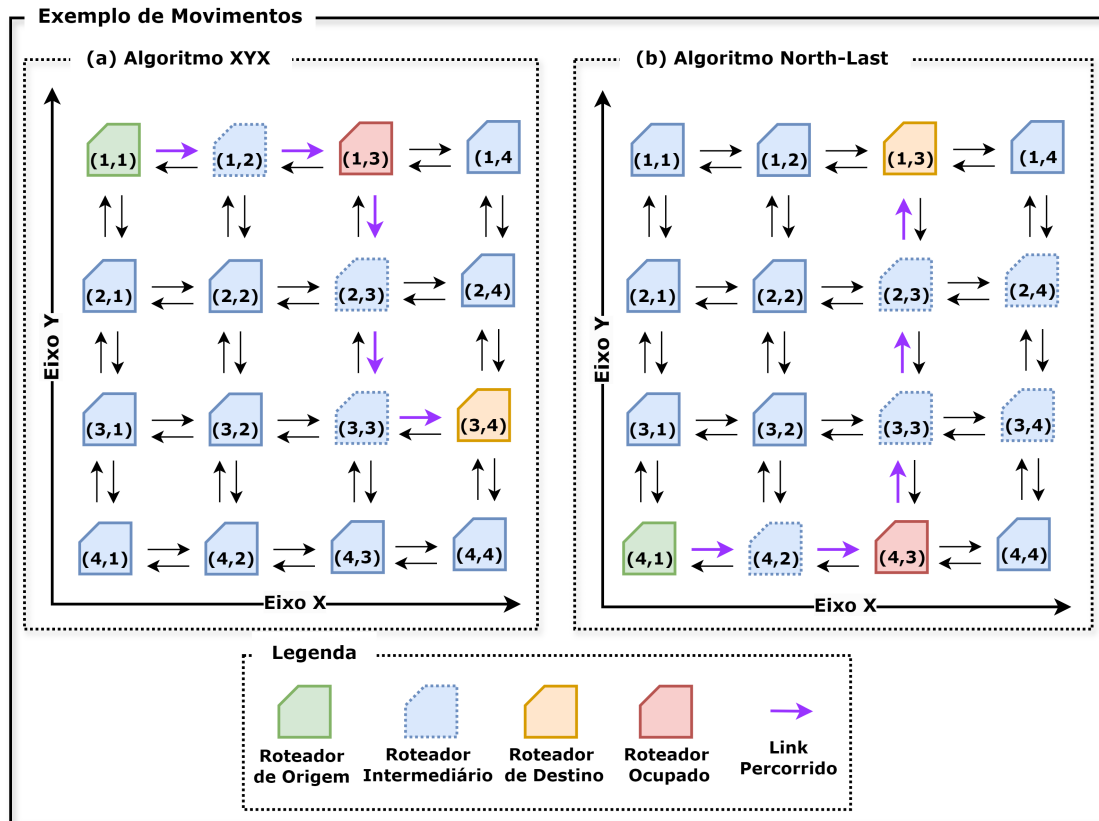 Exemplo de Movimentos
(a) Algoritmo XYX
(1,1) (1,2) (1,3) (1,4
(2,1) (2,2) (2,3) (2,4)
(3,1) (3,2) (3,3) (3,4)
(4,1) (4,2) (4,3) (4,4)
Eixo Y
Eixo X
(b) Algoritmo North-Last
(1,1) (1,2) (1,3) (1,4
(2,1) (2,2) (2,3) (2,4)
(3,1) (3,2) (3,3) (3,4)
(4,1) (4,2) (4,3) (4,4)
Eixo Y
Eixo X
Legenda
Roteador
de Origem
Roteador
Intermediário
Roteador
de Destino
Roteador
Ocupado
Link
Percorrido